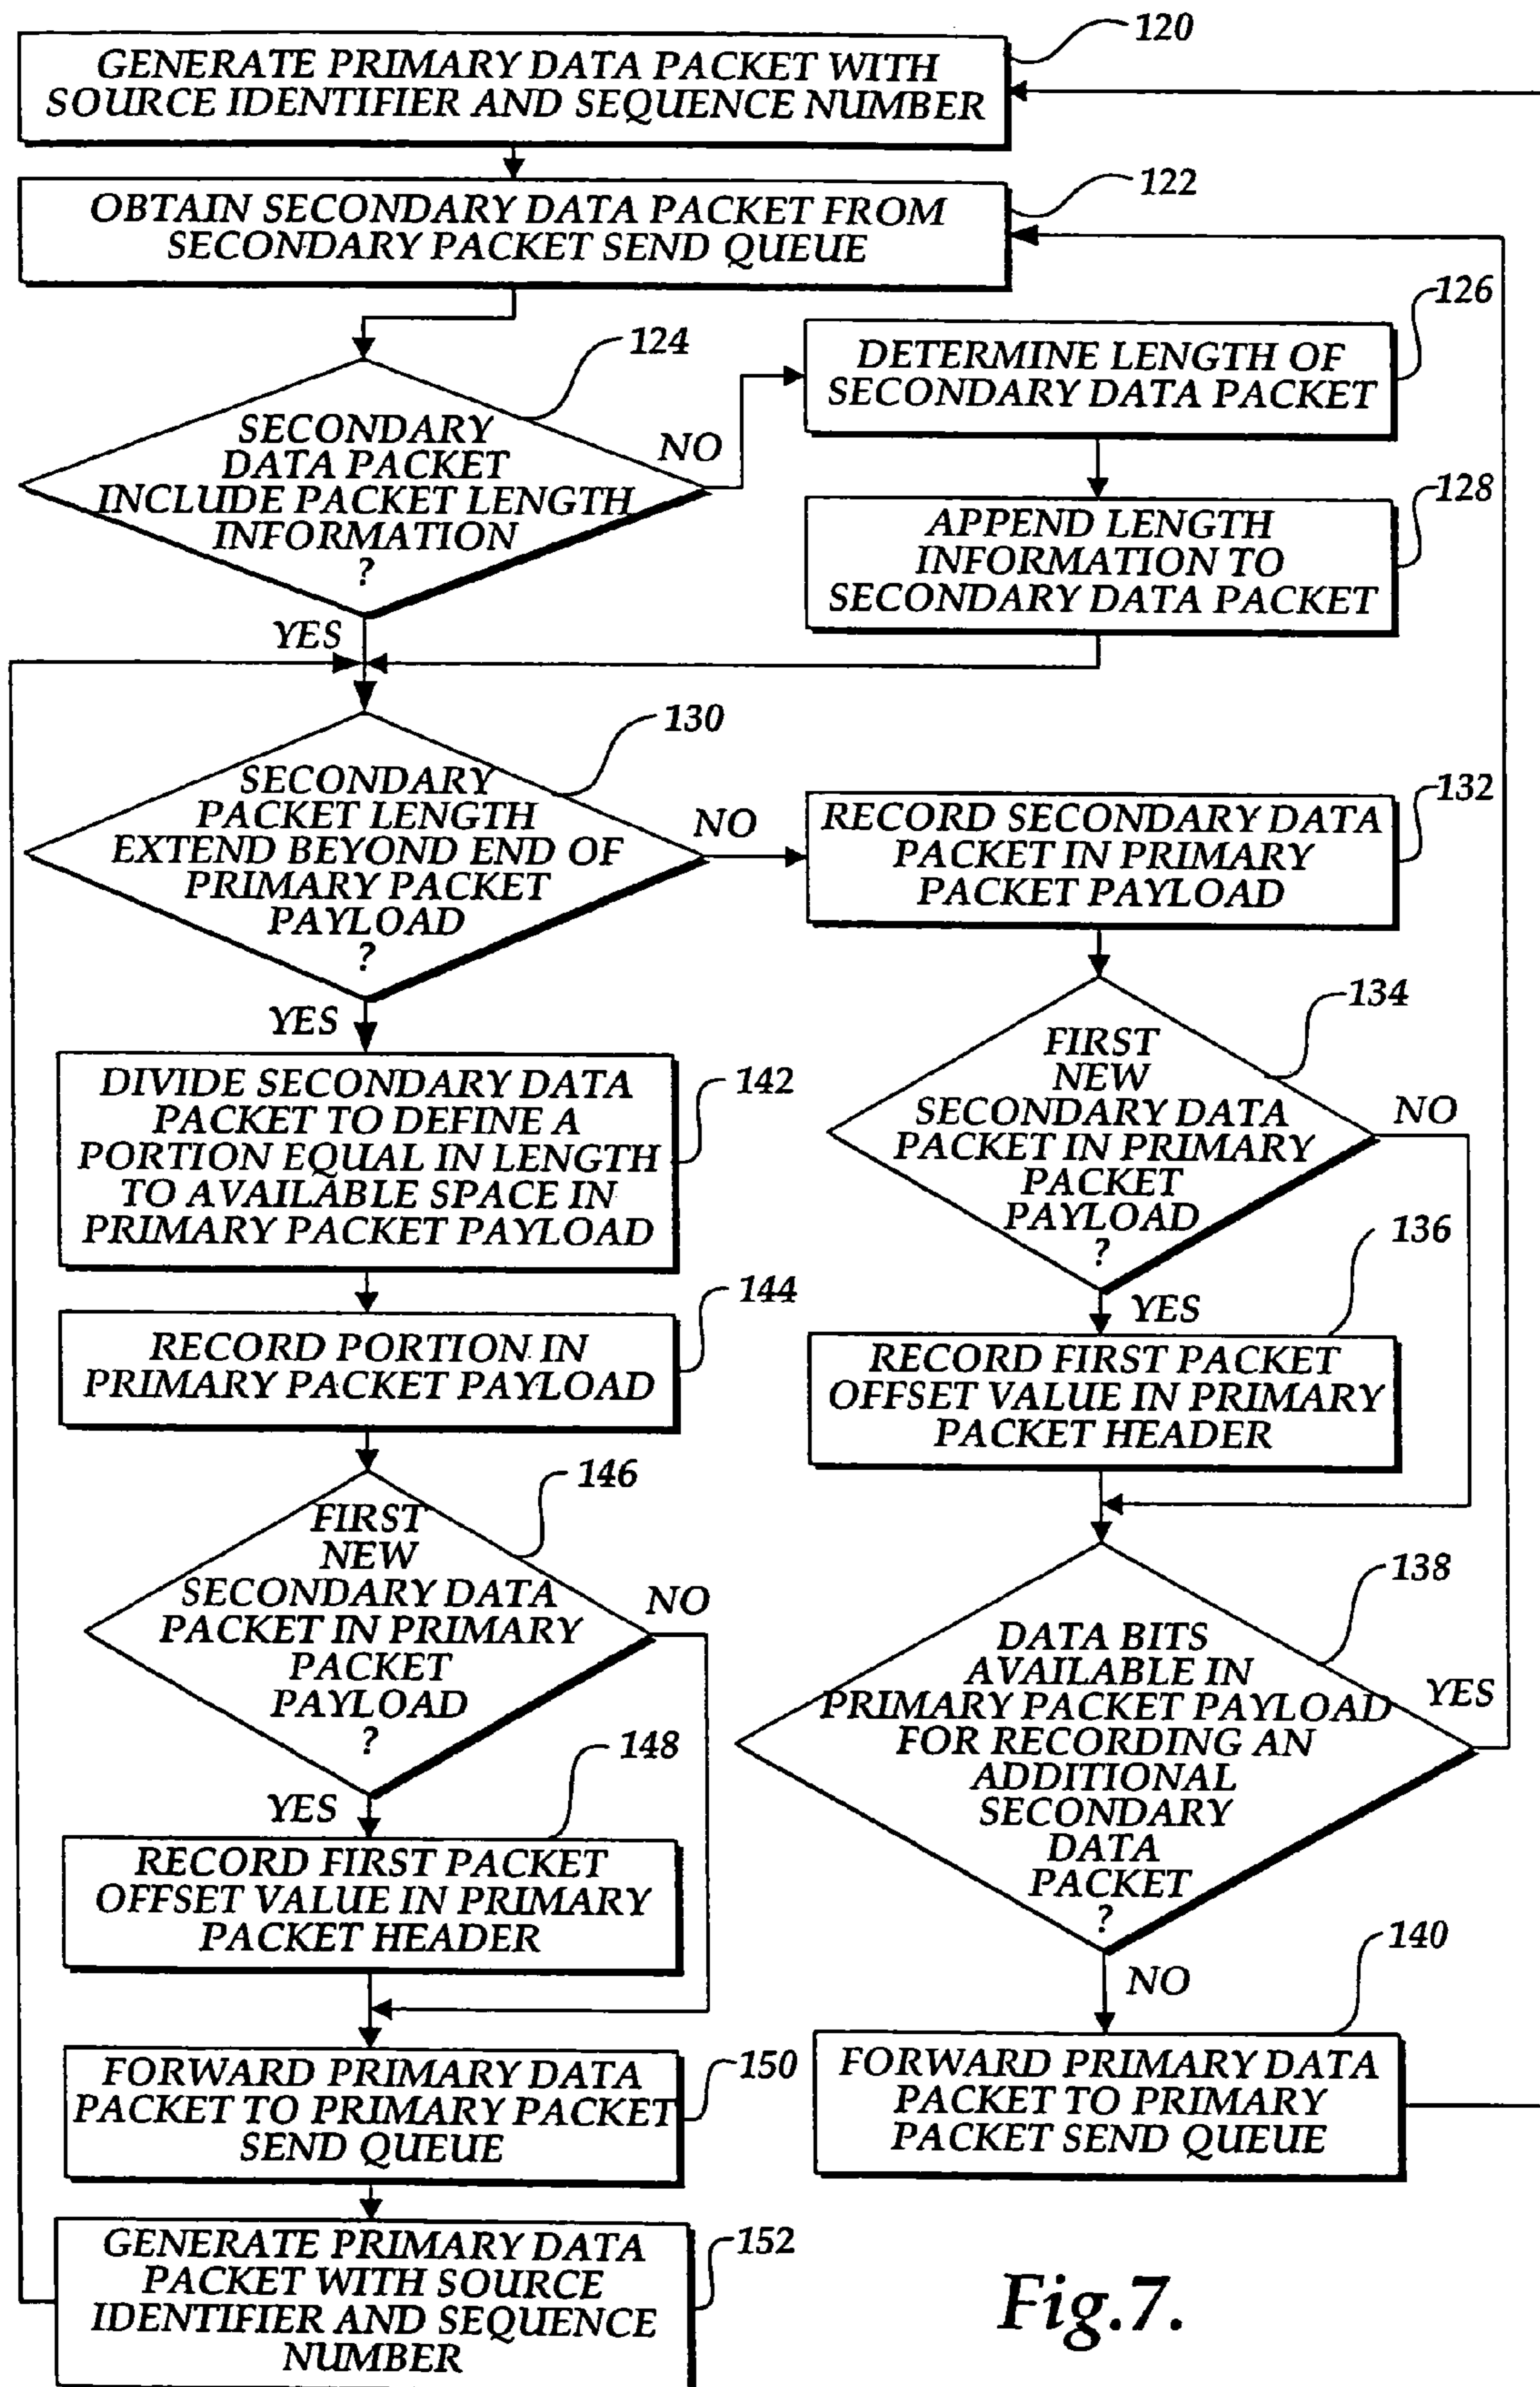 120
GENERATE PRIMARY DATA PACKET WITH
SOURCE IDENTIFIER AND SEQUENCE NUMBER
122
OBTAIN SECONDARY DATA PACKET FROM
SECONDARY PACKET SEND QUEUE
124
SECONDARY
DATA PACKET
INCLUDE PACKET LENGTH
INFORMATION
?
NO
YES
126
DETERMINE LENGTH OF
SECONDARY DATA PACKET
128
APPEND LENGTH
INFORMATION TO
SECONDARY DATA PACKET
130
SECONDARY
PACKET LENGTH
EXTEND BEYOND END OF
PRIMARY PACKET
PAYLOAD
?
NO
YES
132
RECORD SECONDARY DATA
PACKET IN PRIMARY
PACKET PAYLOAD
134
FIRST
NEW
SECONDARY DATA
PACKET IN PRIMARY
PACKET
PAYLOAD
?
NO
YES
136
RECORD FIRST PACKET
OFFSET VALUE IN PRIMARY
PACKET HEADER
138
DATA BITS
AVAILABLE IN
PRIMARY PACKET PAYLOAD
FOR RECORDING AN
ADDITIONAL
SECONDARY
DATA
PACKET
?
YES
NO
140
FORWARD PRIMARY DATA
PACKET TO PRIMARY
PACKET SEND QUEUE
142
DIVIDE SECONDARY DATA
PACKET TO DEFINE A
PORTION EQUAL IN LENGTH
TO AVAILABLE SPACE IN
PRIMARY PACKET PAYLOAD
144
RECORD PORTION IN
PRIMARY PACKET PAYLOAD
146
FIRST
NEW
SECONDARY DATA
PACKET IN PRIMARY
PACKET
PAYLOAD
?
NO
YES
148
RECORD FIRST PACKET
OFFSET VALUE IN PRIMARY
PACKET HEADER
150
FORWARD PRIMARY DATA
PACKET TO PRIMARY PACKET
SEND QUEUE
152
GENERATE PRIMARY DATA
PACKET WITH SOURCE
IDENTIFIER AND SEQUENCE
NUMBER
Fig.7.